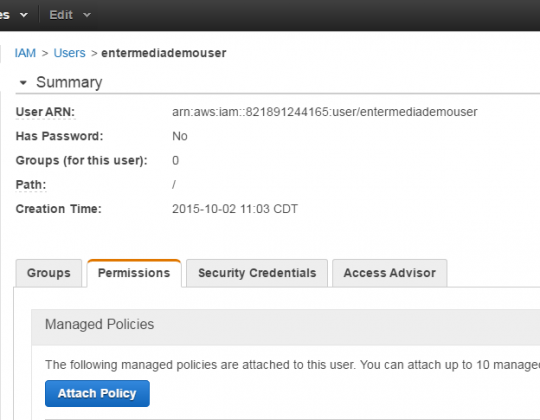 es Edit
IAM > Users > entermediademouser
Summary
User ARN: arn:aws:iam::821891244165:user/entermediademouser
Has Password: No
Groups (for this user): 0
Path: /
Creation Time: 2015-10-02 11:03 CDT
Groups Permissions Security Credentials Access Advisor
Managed Policies
The following managed policies are attached to this user. You can attach up to 10 manage
Attach Policy